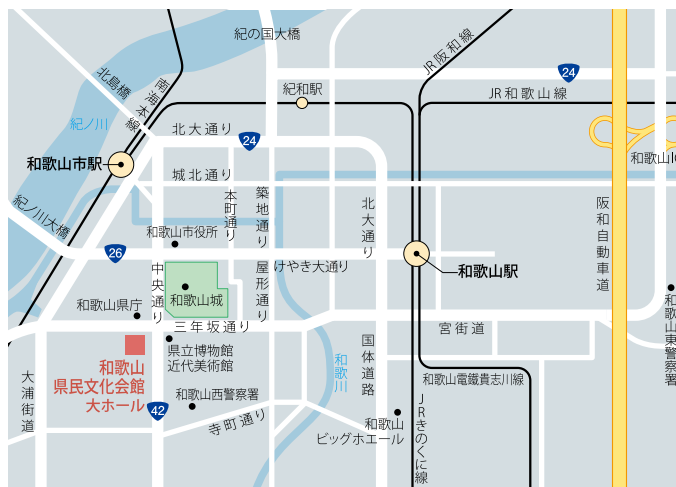 紀の国大橋
JR阪和線
24
北島橋
南海本線
紀和駅
JR和歌山線
紀ノ川
北大通り
24
和歌山市駅
和歌山IC
城北通り
紀ノ川大橋
本町通り
築地通り
北大通り
阪和自動車道
和歌山市役所
26
けやき大通り
和歌山駅
中央通り
屋形通り
和歌山城
和歌山県庁
三年坂通り
宮街道
和歌山東警察署
県立博物館
近代美術館
和歌川
国体道路
和歌山
県民文化会館
大ホール
大浦街道
和歌山電鐵貴志川線
和歌山西警察署
42
寺町通り
和歌山
ビッグホエール
JRきのくに線